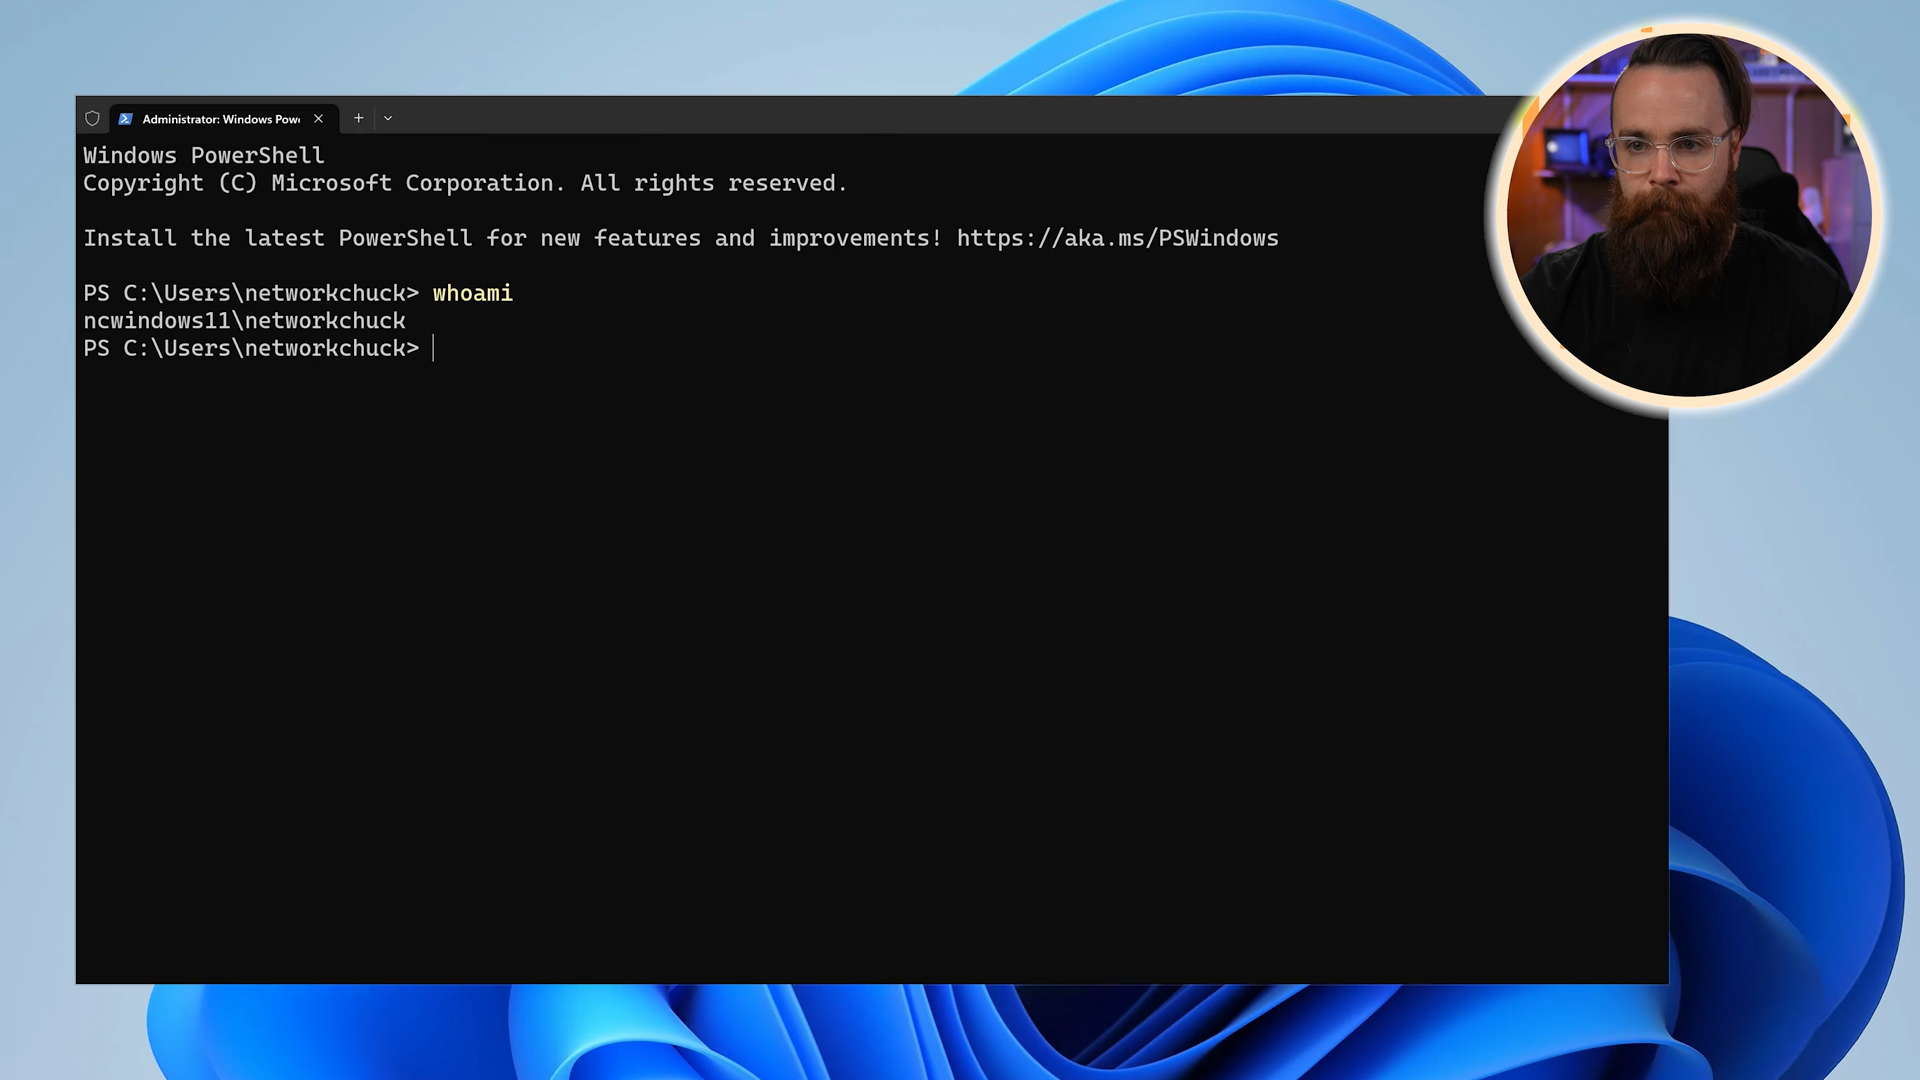 Administrator: Windows Pow
Windows PowerShell
Copyright (C) Microsoft Corporation. All rights reserved.
Install the latest PowerShell for new features and improvements! https://aka.ms/PSWindows
PS C:\Users\networkchuck> whoami
ncwindows11\networkchuck
PS C:\Users\networkchuck>